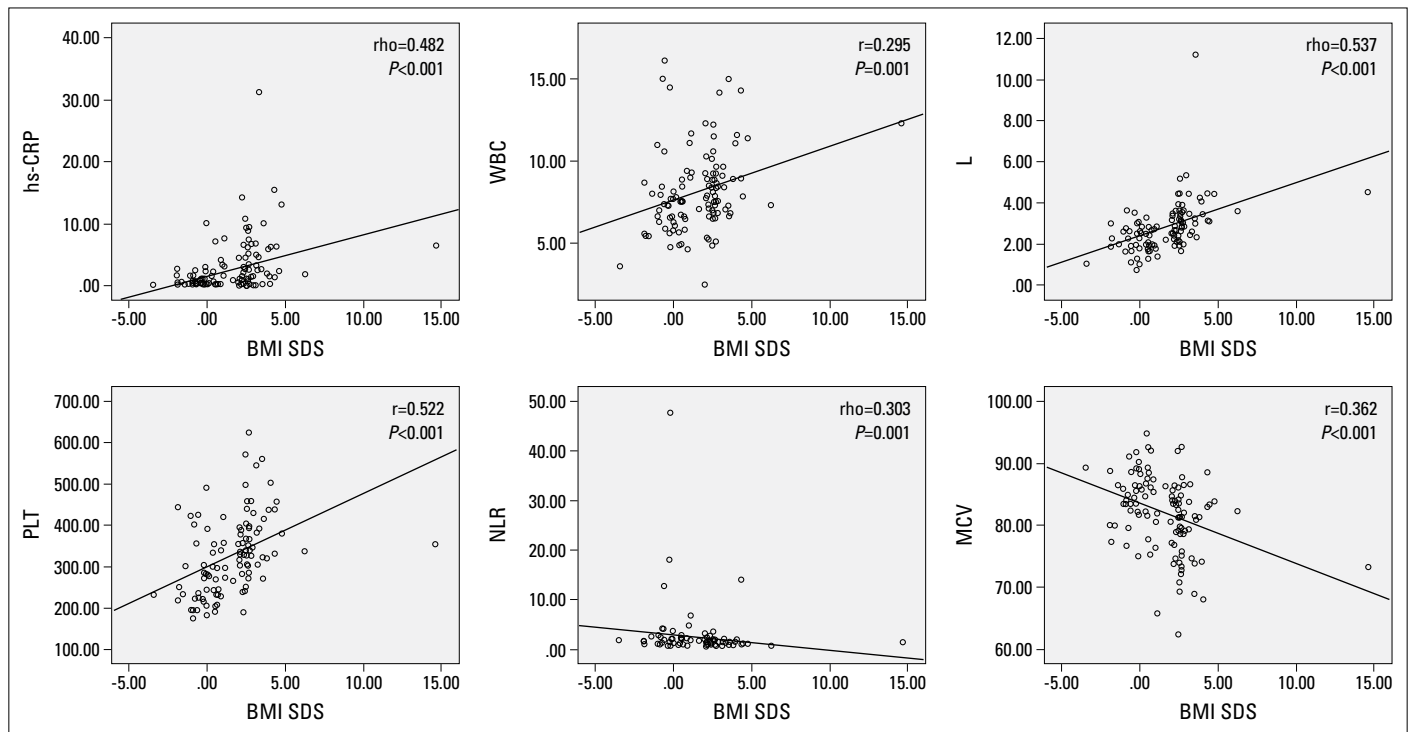 40.00
30.00
20.00
10.00
.00
hs-CRP
rho=0.482
P<0.001
-5.00 .00 5.00 10.00 15.00
BMI SDS
15.00
10.00
5.00
WBC
r=0.295
P=0.001
-5.00 .00 5.00 10.00 15.00
BMI SDS
12.00
10.00
8.00
6.00
4.00
2.00
.00
L
rho=0.537
P<0.001
-5.00 .00 5.00 10.00 15.00
BMI SDS
700.00
600.00
500.00
400.00
300.00
200.00
100.00
PLT
r=0.522
P<0.001
-5.00 .00 5.00 10.00 15.00
BMI SDS
50.00
40.00
30.00
20.00
10.00
.00
NLR
rho=0.303
P=0.001
-5.00 .00 5.00 10.00 15.00
BMI SDS
100.00
90.00
80.00
70.00
60.00
MCV
r=0.362
P<0.001
-5.00 .00 5.00 10.00 15.00
BMI SDS